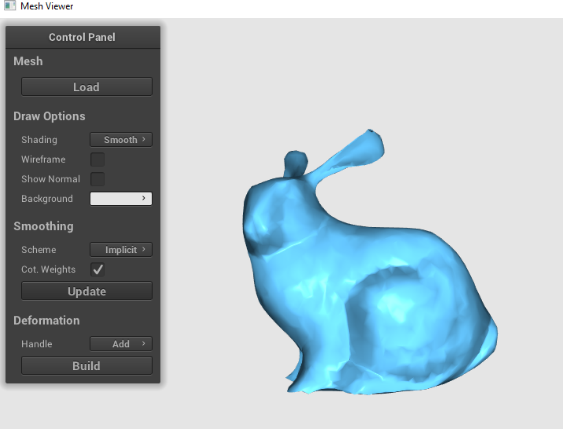 Mesh Viewer
Control Panel
Mesh
Load
Draw Options
Shading Smooth ›
Wireframe
Show Normal
Background ›
Smoothing
Scheme Implicit ›
Cot. Weights
Update
Deformation
Handle Add ›
Build